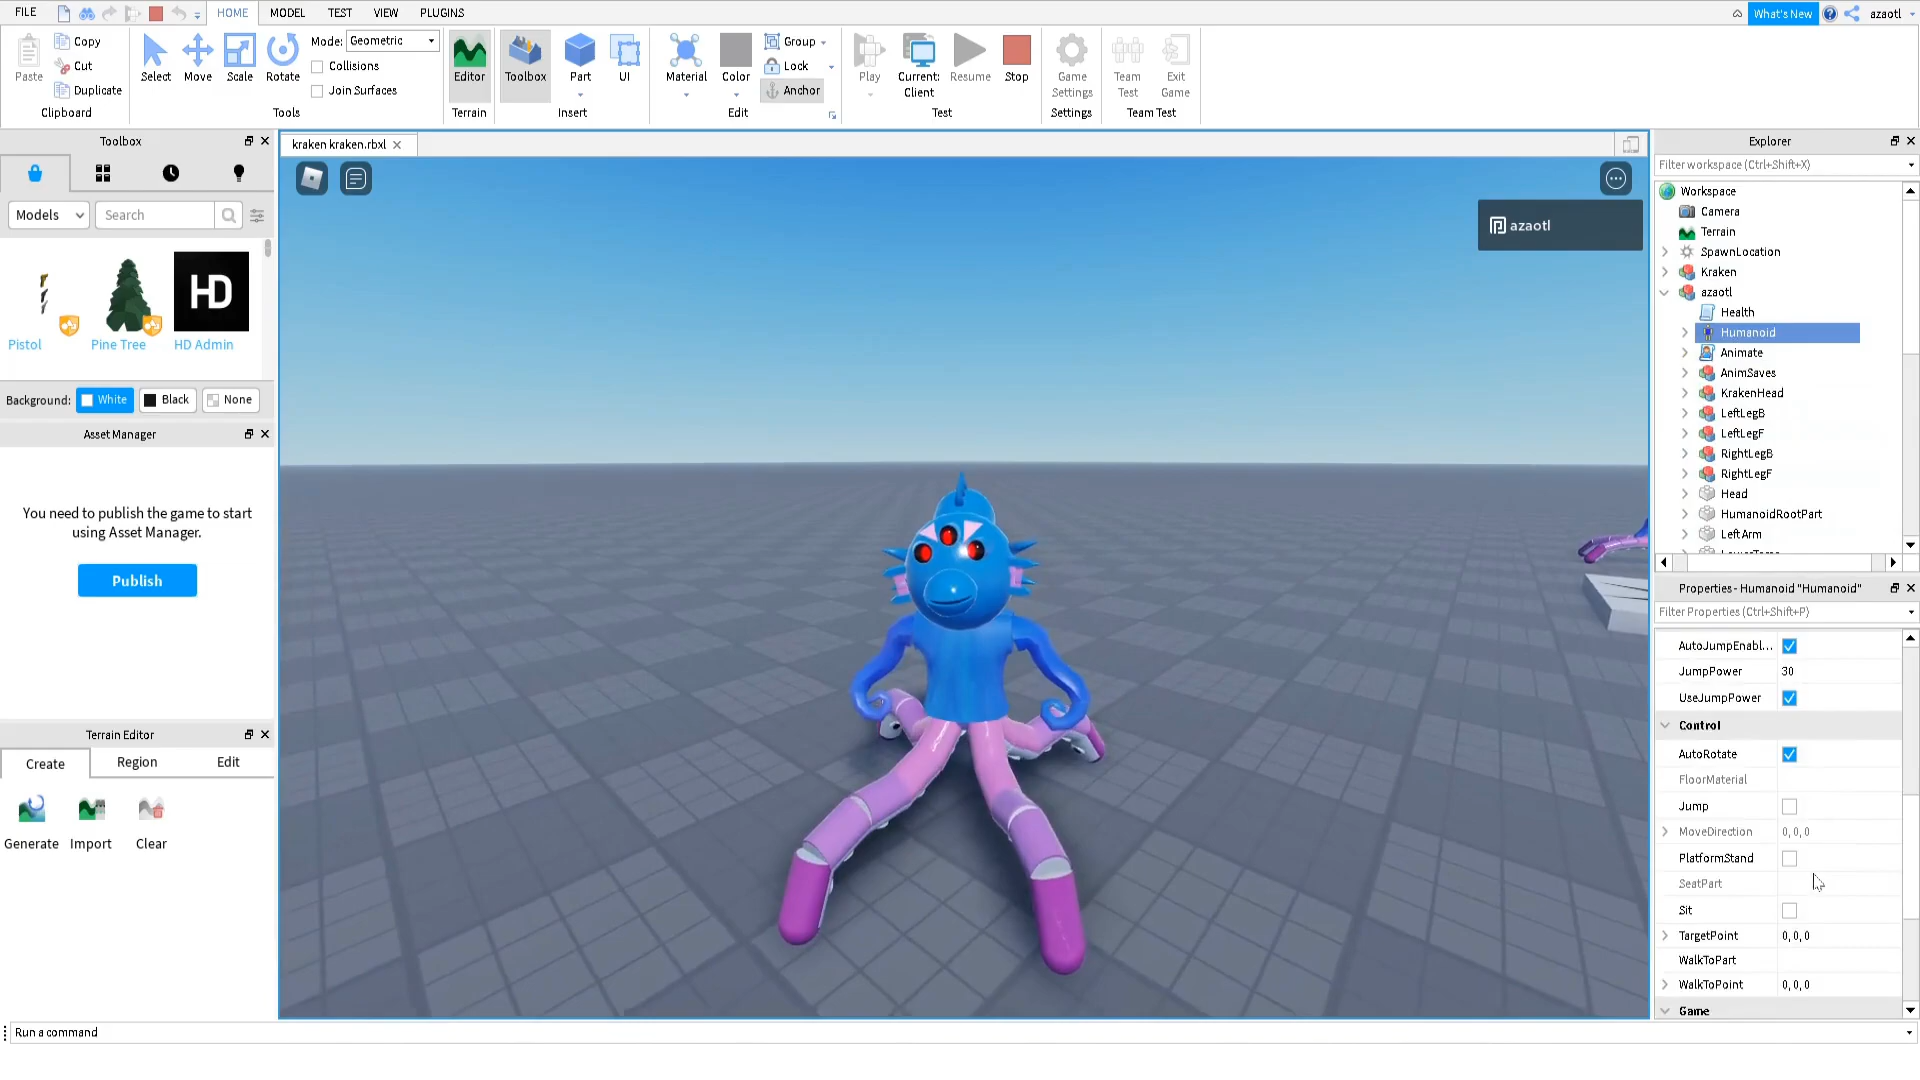 FILE
HOME
MODEL
TEST
VIEW
PLUGINS
What's New
azaotl
Paste
Copy
Cut
Duplicate
Clipboard
Select
Move
Scale
Rotate
Mode:
Geometric
Collisions
Join Surfaces
Tools
Editor
Terrain
Toolbox
Part
UI
Insert
Material
Color
Group
Lock
Anchor
Edit
Play
Current:
Client
Resume
Stop
Test
Game
Settings
Settings
Team
Test
Exit
Game
Team Test
Toolbox
Models
Search
HD
Pistol
Pine Tree
HD Admin
Background:
White
Black
None
Asset Manager
You need to publish the game to start
using Asset Manager.
Publish
Terrain Editor
Create
Region
Edit
Generate
Import
Clear
kraken kraken.rbxl
azaotl
Explorer
Filter workspace (Ctrl+Shift+X)
Workspace
Camera
Terrain
SpawnLocation
Kraken
azaotl
Health
Humanoid
Animate
AnimSaves
KrakenHead
LeftLegB
LeftLegF
RightLegB
RightLegF
Head
HumanoidRootPart
LeftArm
Properties - Humanoid "Humanoid"
Filter Properties (Ctrl+Shift+P)
AutoJumpEnabl...
JumpPower 30
UseJumpPower
Control
AutoRotate
FloorMaterial
Jump
MoveDirection 0, 0, 0
PlatformStand
SeatPart
Sit
TargetPoint 0, 0, 0
WalkToPart
WalkToPoint 0, 0, 0
Game
Run a command